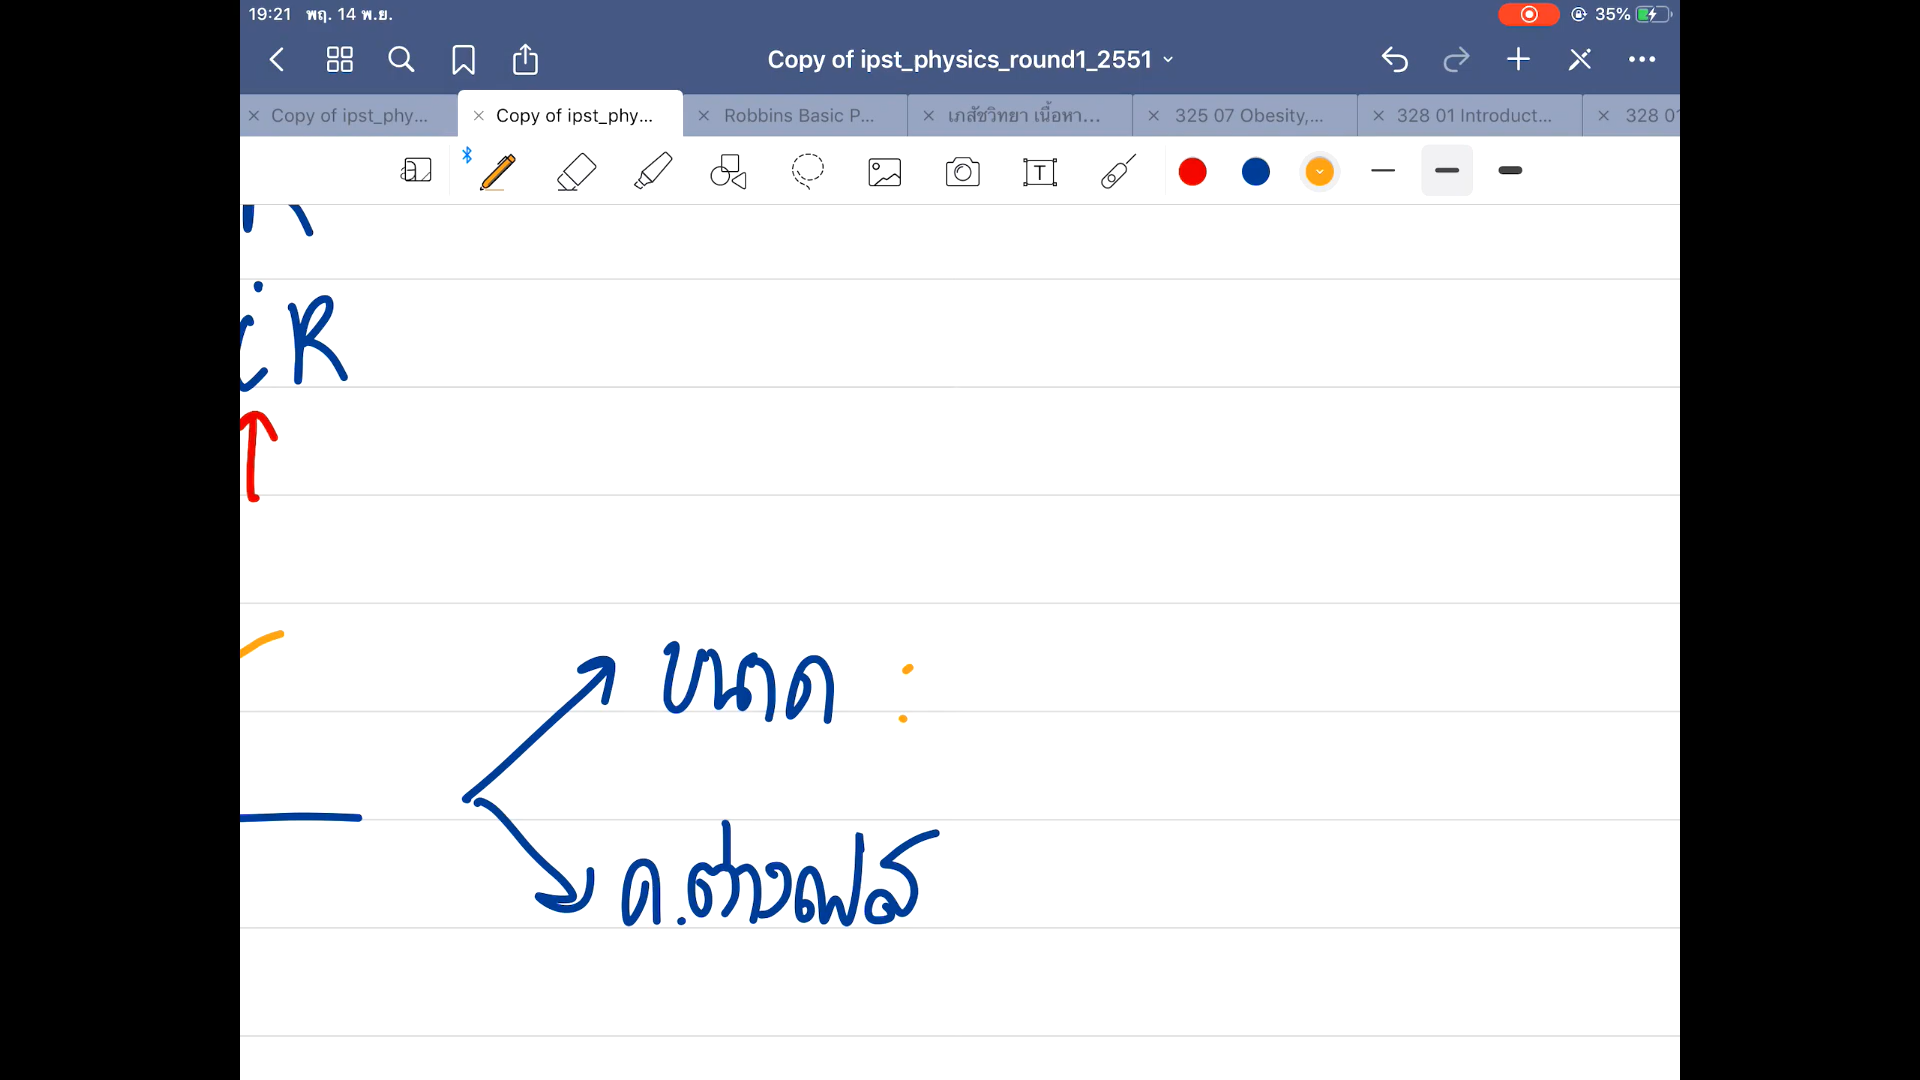 19:21 พฤ. 14 พ.ย. 35%
Copy of ipst_physics_round1_2551
Copy of ipst_phy... Copy of ipst_phy... Robbins Basic P... เภสัชวิทยา เนื้อหา... 325 07 Obesity,... 328 01 Introduct... 328 01
a T
iR
ขนาด :
ค.ต่างเฟส